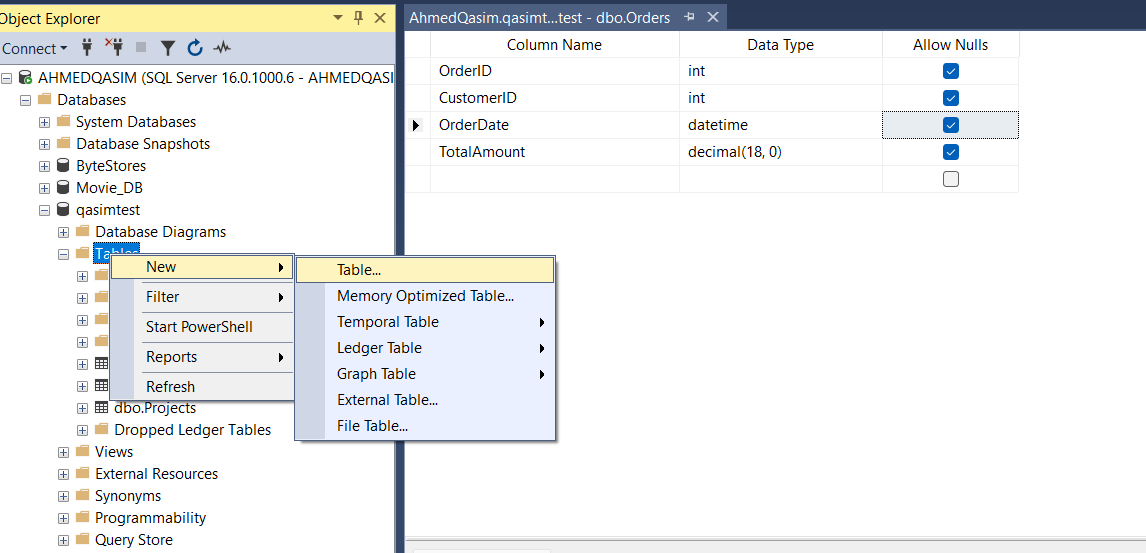 Object Explorer
Connect
AHMEDQASIM (SQL Server 16.0.1000.6 - AHMEDQASI
Databases
System Databases
Database Snapshots
ByteStores
Movie_DB
qasimtest
Database Diagrams
Tables
New
Filter
Start PowerShell
Reports
Refresh
Table...
Memory Optimized Table...
Temporal Table
Ledger Table
Graph Table
External Table...
File Table...
dbo.Projects
Dropped Ledger Tables
Views
External Resources
Synonyms
Programmability
Query Store
AhmedQasim.qasimt...test - dbo.Orders
Column Name Data Type Allow Nulls
OrderID int
CustomerID int
OrderDate datetime
TotalAmount decimal(18, 0)